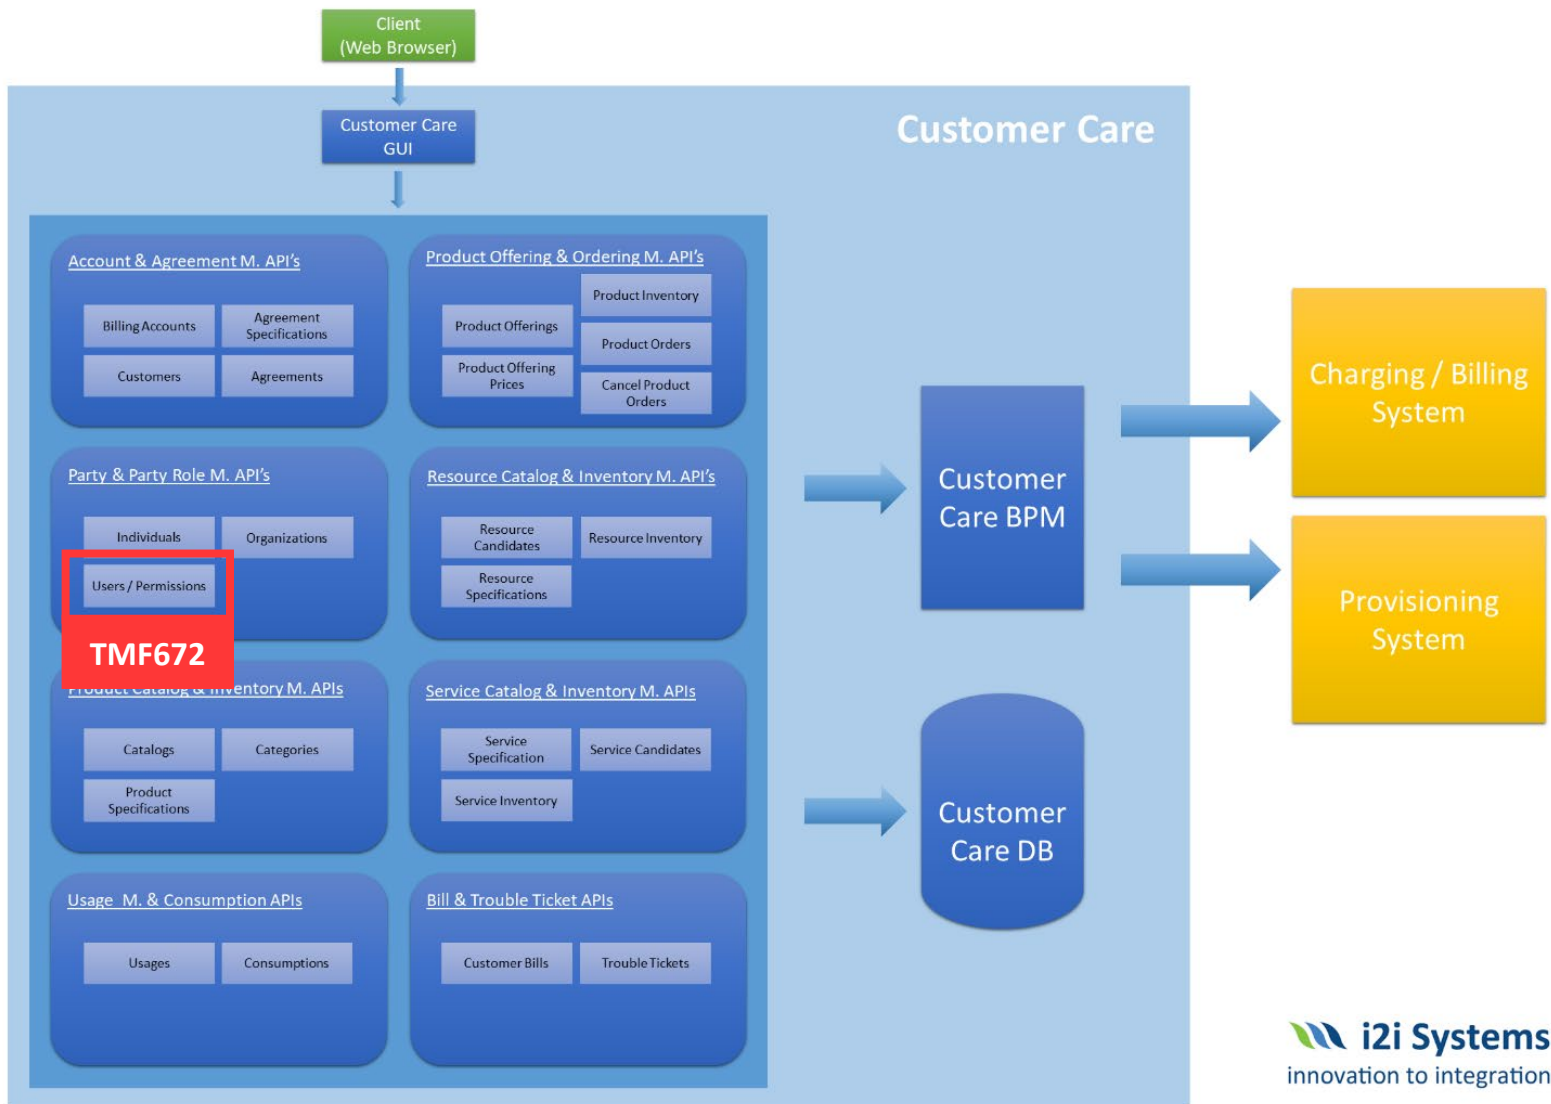 Client
(Web Browser)
Customer Care
GUI
Customer Care
Account & Agreement M. API's
Billing Accounts
Agreement
Specifications
Customers
Agreements
Product Offering & Ordering M. API's
Product Inventory
Product Offerings
Product Orders
Product Offering
Prices
Cancel Product
Orders
Party & Party Role M. API's
Individuals
Organizations
Users / Permissions
TMF672
Resource Catalog & Inventory M. API's
Resource
Candidates
Resource Inventory
Resource
Specifications
Product Catalog & Inventory M. APIs
Catalogs
Categories
Product
Specifications
Service Catalog & Inventory M. APIs
Service
Specification
Service Candidates
Service Inventory
Usage M. & Consumption APIs
Usages
Consumptions
Bill & Trouble Ticket APIs
Customer Bills
Trouble Tickets
Customer
Care BPM
Customer
Care DB
Charging / Billing
System
Provisioning
System
i2i Systems
innovation to integration